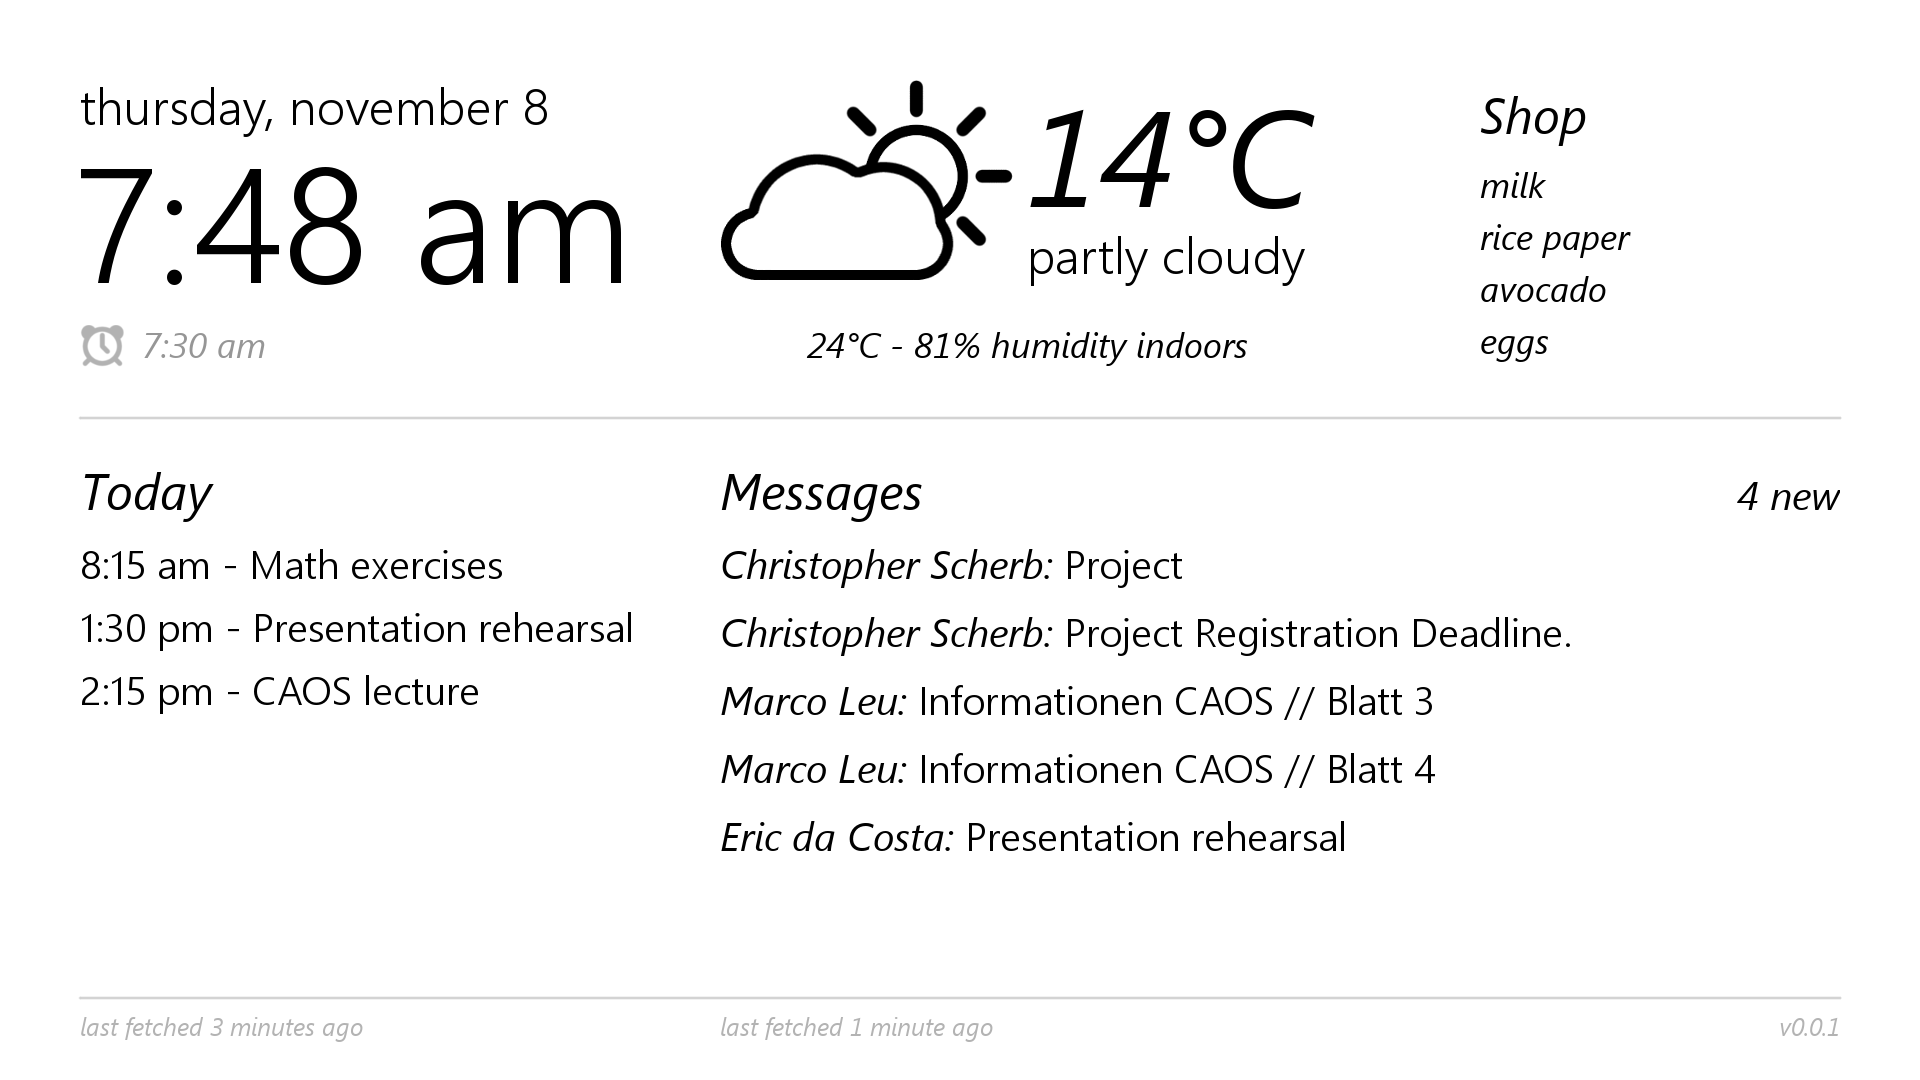 thursday, november 8
7:48 am
7:30 am
14°C
partly cloudy
24°C - 81% humidity indoors
Shop
milk
rice paper
avocado
eggs
Today
8:15 am - Math exercises
1:30 pm - Presentation rehearsal
2:15 pm - CAOS lecture
Messages
4 new
Christopher Scherb: Project
Christopher Scherb: Project Registration Deadline.
Marco Leu: Informationen CAOS // Blatt 3
Marco Leu: Informationen CAOS // Blatt 4
Eric da Costa: Presentation rehearsal
last fetched 3 minutes ago
last fetched 1 minute ago
v0.0.1